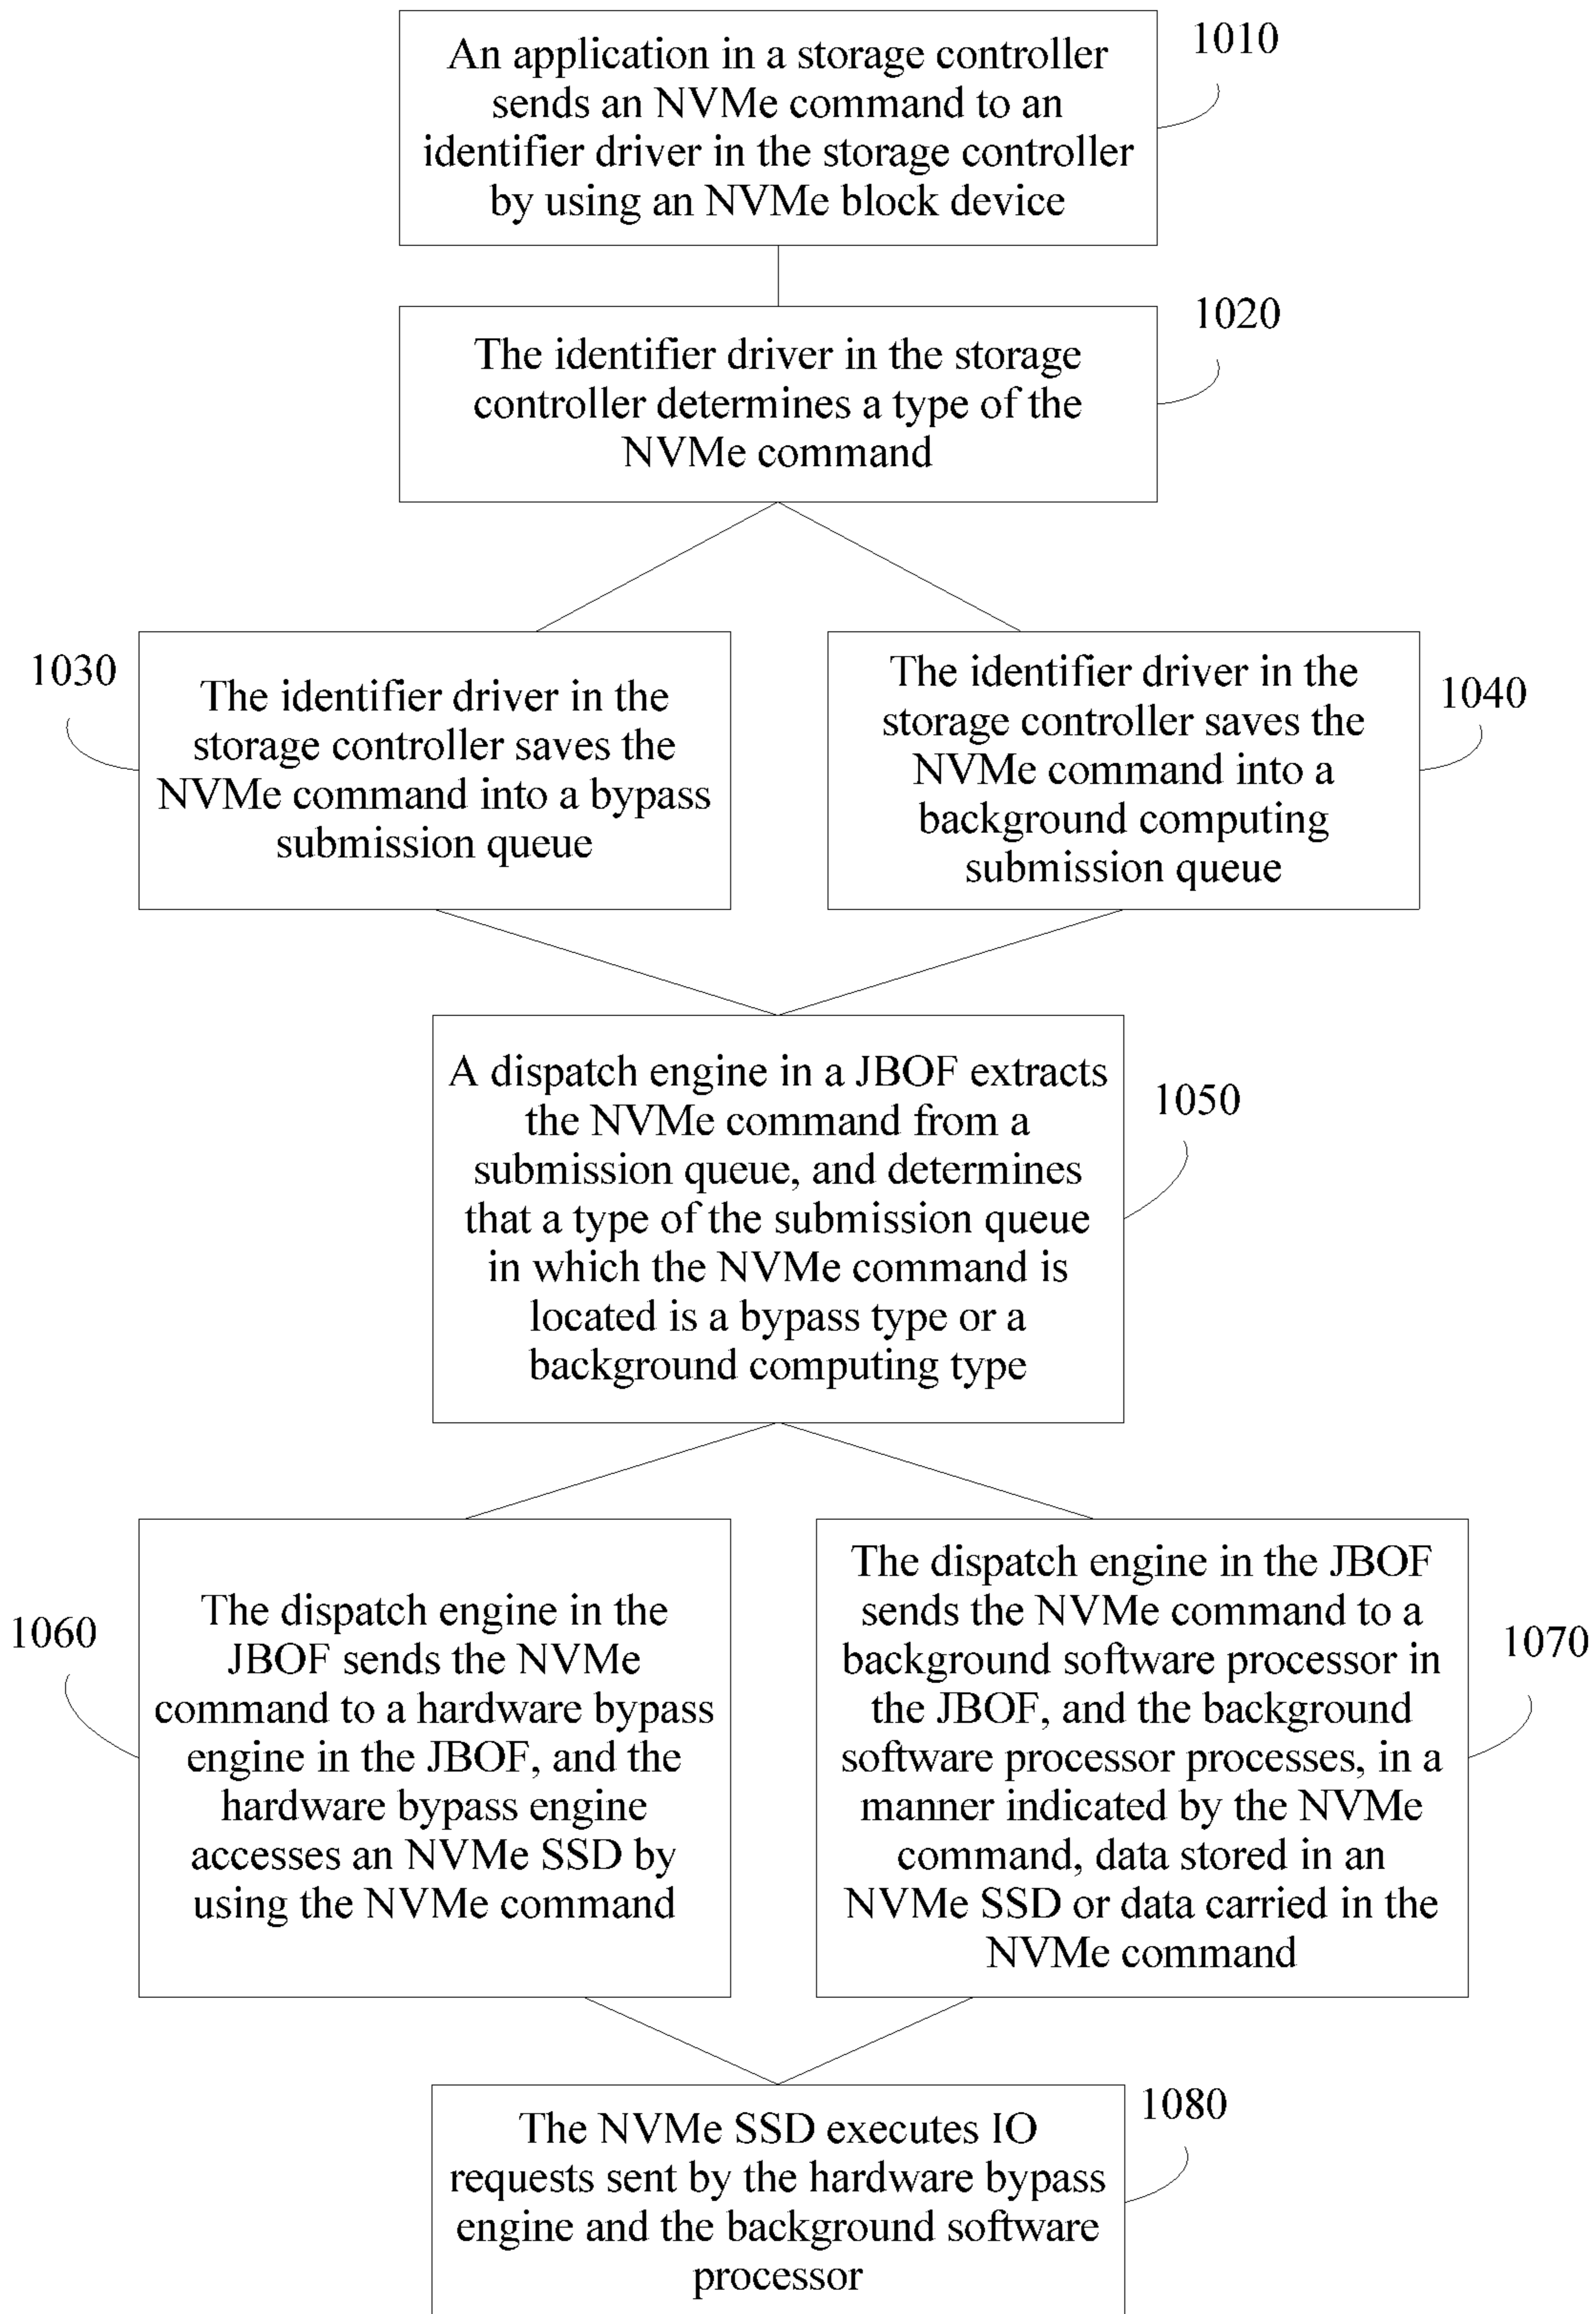 An application in a storage controller
sends an NVMe command to an
identifier driver in the storage controller
by using an NVMe block device
1010
The identifier driver in the storage
controller determines a type of the
NVMe command
1020
1030
The identifier driver in the
storage controller saves the
NVMe command into a bypass
submission queue
The identifier driver in the
storage controller saves the
NVMe command into a
background computing
submission queue
1040
A dispatch engine in a JBOF extracts
the NVMe command from a
submission queue, and determines
that a type of the submission queue
in which the NVMe command is
located is a bypass type or a
background computing type
1050
1060
The dispatch engine in the
JBOF sends the NVMe
command to a hardware bypass
engine in the JBOF, and the
hardware bypass engine
accesses an NVMe SSD by
using the NVMe command
The dispatch engine in the JBOF
sends the NVMe command to a
background software processor in
the JBOF, and the background
software processor processes, in a
manner indicated by the NVMe
command, data stored in an
NVMe SSD or data carried in the
NVMe command
1070
The NVMe SSD executes IO
requests sent by the hardware bypass
engine and the background software
processor
1080